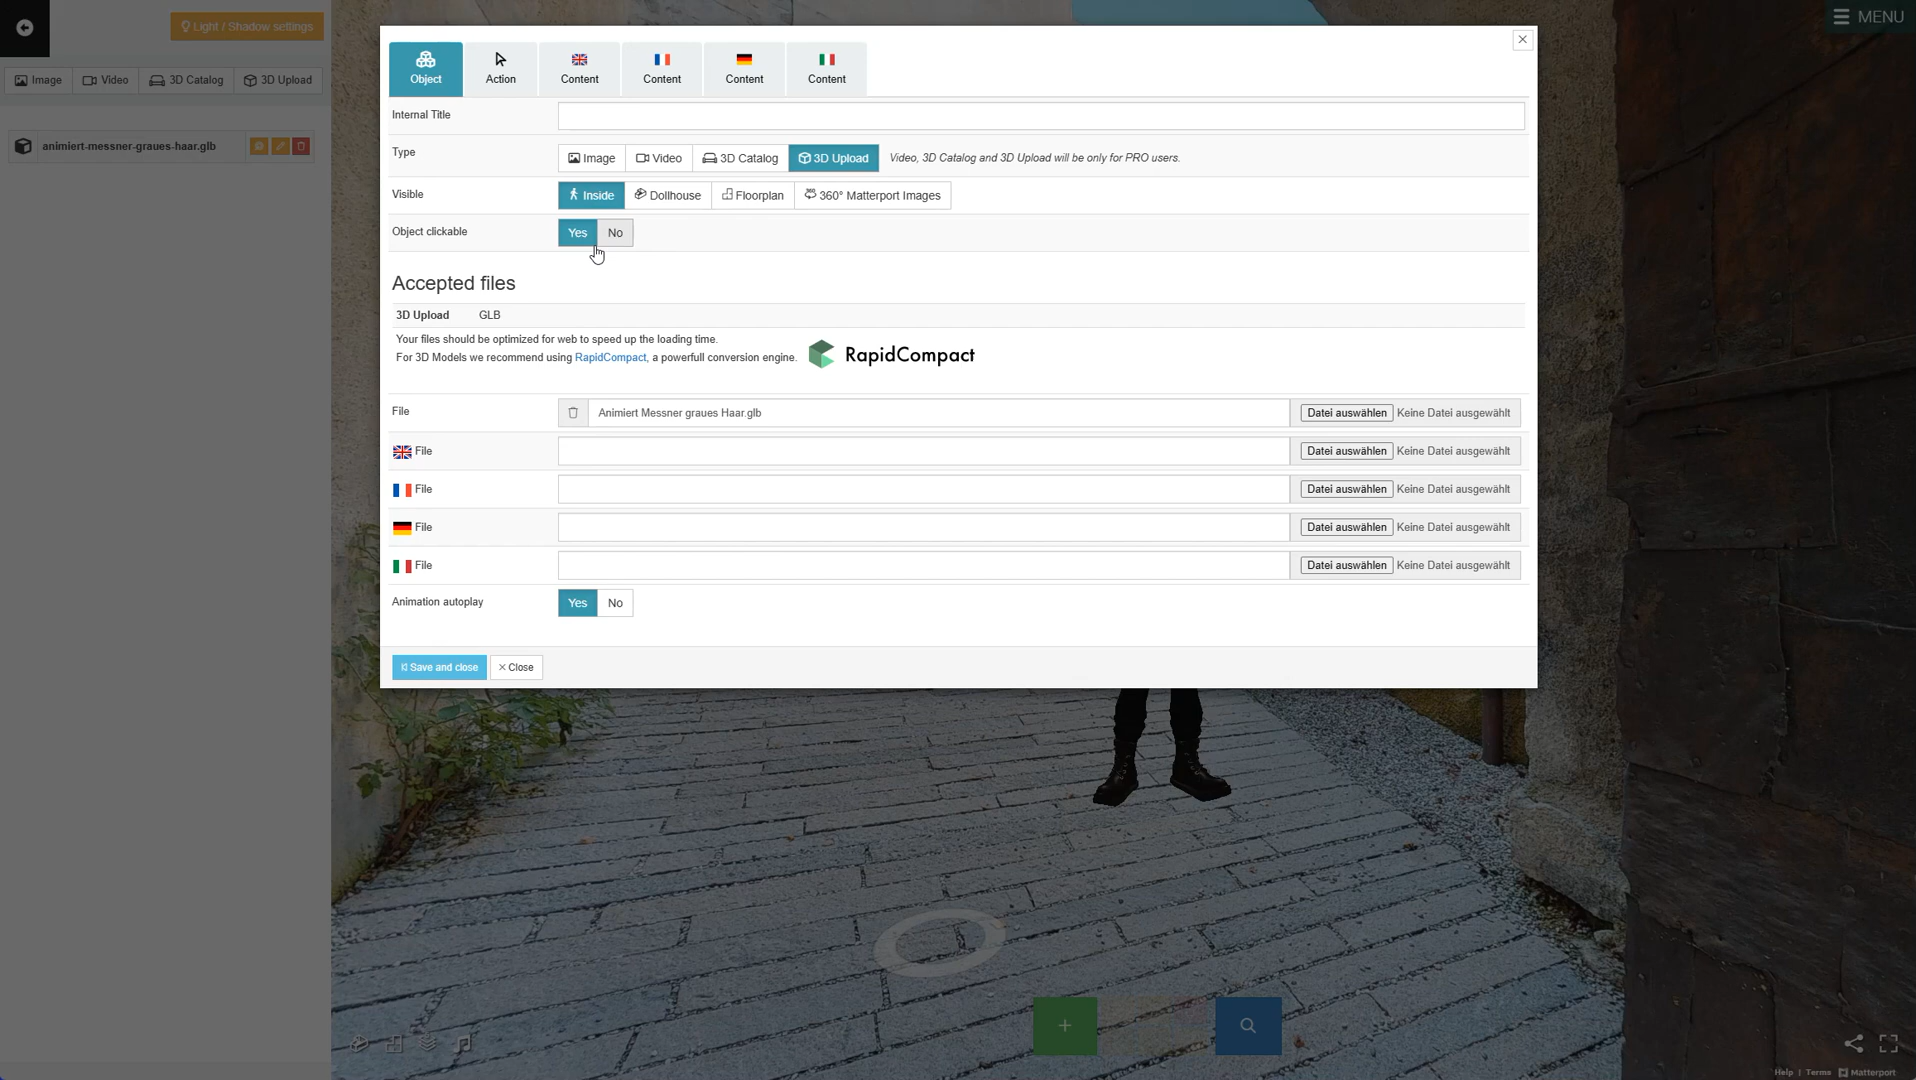 Light / Shadow settings
MENU
Image
Video
3D Catalog
3D Upload
animiert-messner-graues-haar.glb
Object
Action
Content
Content
Content
Content
Internal Title
Type
Image
Video
3D Catalog
3D Upload
Video, 3D Catalog and 3D Upload will be only for PRO users.
Visible
Inside
Dollhouse
Floorplan
360° Matterport Images
Object clickable
Yes
No
Accepted files
3D Upload GLB
Your files should be optimized for web to speed up the loading time.
For 3D Models we recommend using RapidCompact, a powerfull conversion engine.
RapidCompact
File
Animiert Messner graues Haar.glb
Datei auswählen Keine Datei ausgewählt
File
Datei auswählen Keine Datei ausgewählt
File
Datei auswählen Keine Datei ausgewählt
File
Datei auswählen Keine Datei ausgewählt
File
Datei auswählen Keine Datei ausgewählt
Animation autoplay
Yes
No
Save and close
Close
Help | Terms Matterport